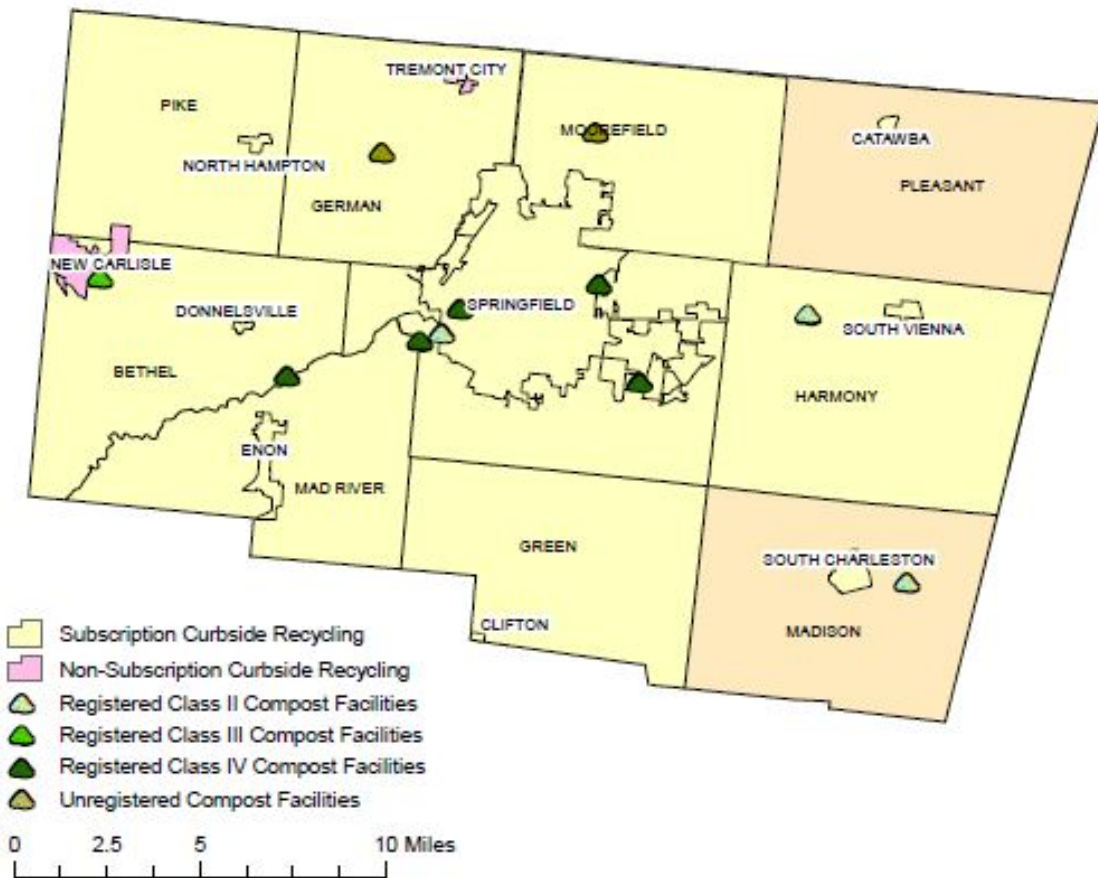 TREMONT CITY
PIKE
MOOREFIELD
CATAWBA
NORTH HAMPTON
PLEASANT
GERMAN
NEW CARLISLE
DONNELSVILLE
SPRINGFIELD
SOUTH VIENNA
BETHEL
HARMONY
ENON
MAD RIVER
GREEN
SOUTH CHARLESTON
CLIFTON
MADISON
Subscription Curbside Recycling
Non-Subscription Curbside Recycling
Registered Class II Compost Facilities
Registered Class III Compost Facilities
Registered Class IV Compost Facilities
Unregistered Compost Facilities
0 2.5 5 10 Miles